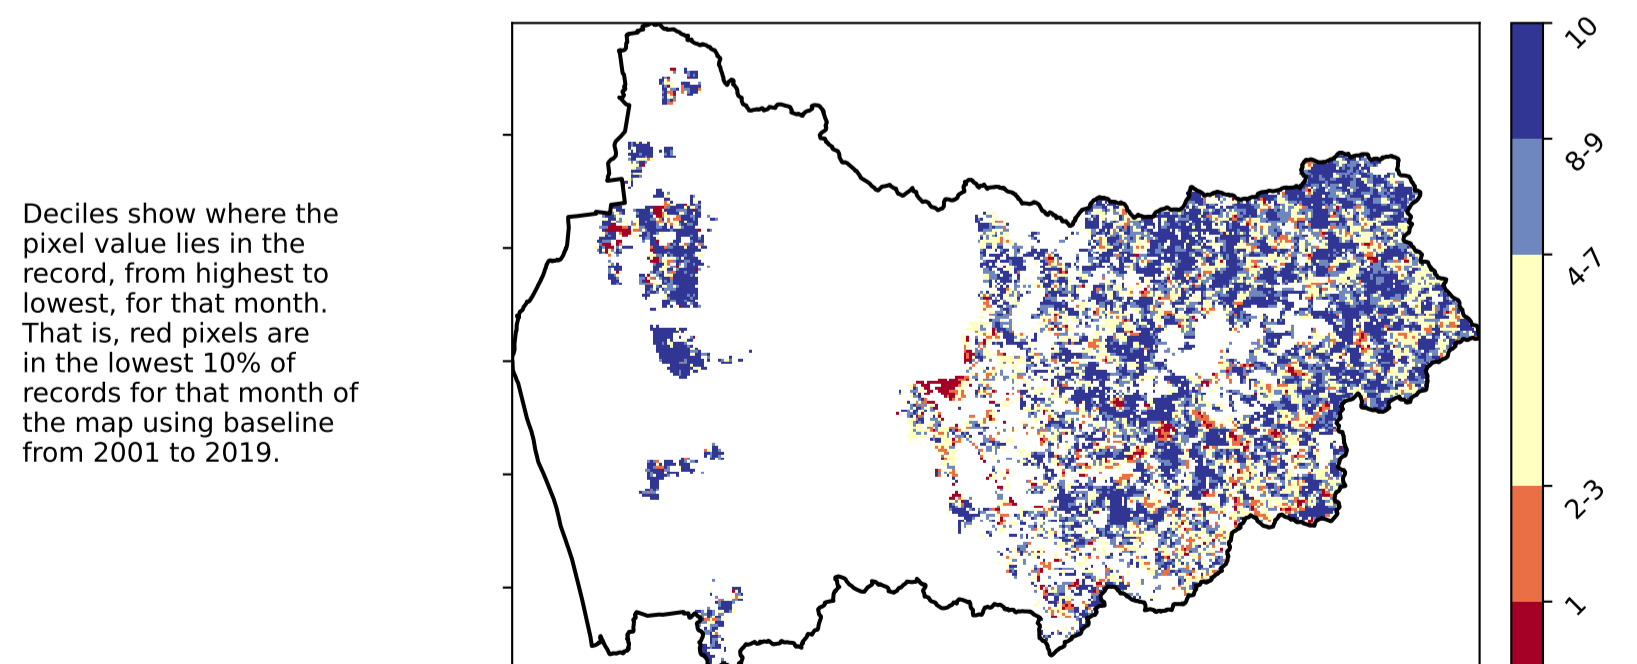 Deciles show where the
pixel value lies in the
record, from highest to
lowest, for that month.
That is, red pixels are
in the lowest 10% of
records for that month of
the map using baseline
from 2001 to 2019.
10
8-9
4-7
2-3
1